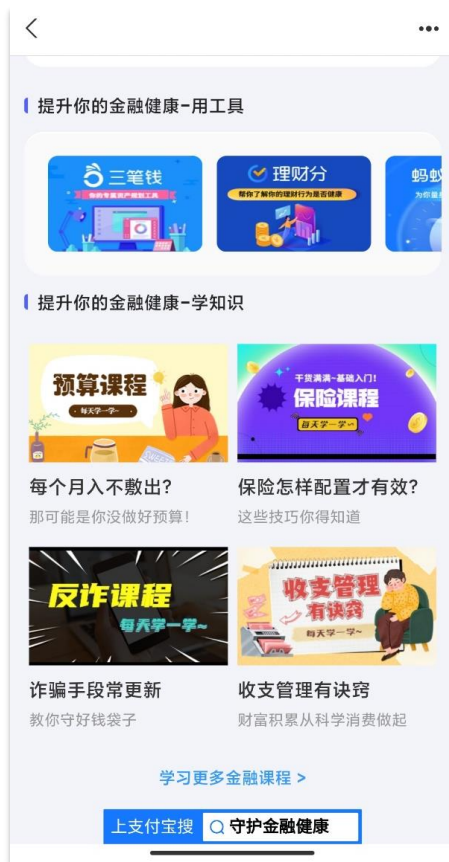 提升你的金融健康-用工具
三笔钱
你的专属资产规划工具
理财分
帮你了解你的理财行为是否健康
蚂蚁
提升你的金融健康-学知识
预算课程
每天学一学~
干货满满~基础入门!
保险课程
每天学一学~
每个月入不敷出?
那可能是你没做好预算!
保险怎样配置才有效?
这些技巧你得知道
反诈课程
每天学一学~
收支管理
有诀窍
每天学一学~
诈骗手段常更新
教你守好钱袋子
收支管理有诀窍
财富积累从科学消费做起
学习更多金融课程 >
上支付宝搜 守护金融健康